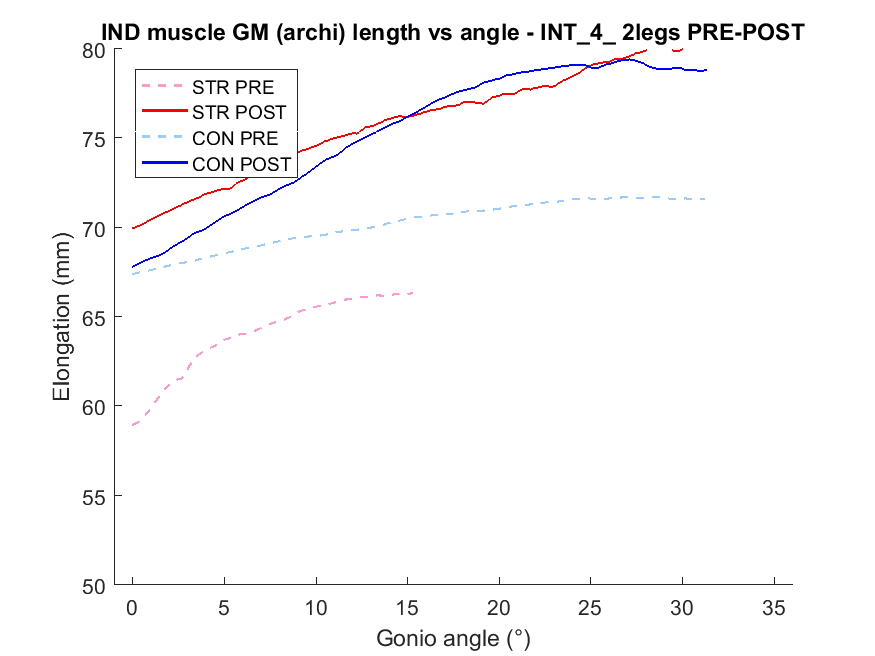 IND muscle GM (archi) length vs angle - INT_4_ 2legs PRE-POST
80
75
70
65
60
55
50
Elongation (mm)
STR PRE
STR POST
CON PRE
CON POST
0 5 10 15 20 25 30 35
Gonio angle (°)